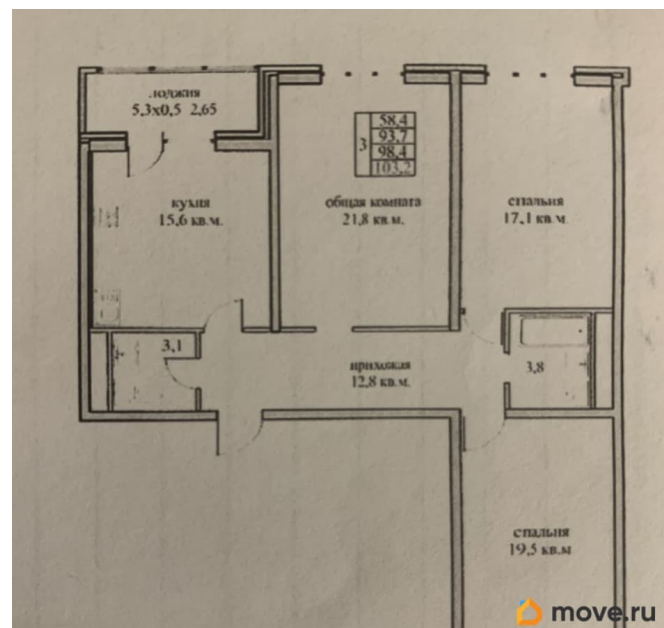 лоджия
5,3х0,5 2,65
3
58,4
93,7
98,4
103,2
кухня
15,6 кв.м.
общая комната
21,8 кв.м.
спальня
17,1 кв.м.
3,1
прихожая
12,8 кв.м.
3,8
спальня
19,5 кв.м
move.ru